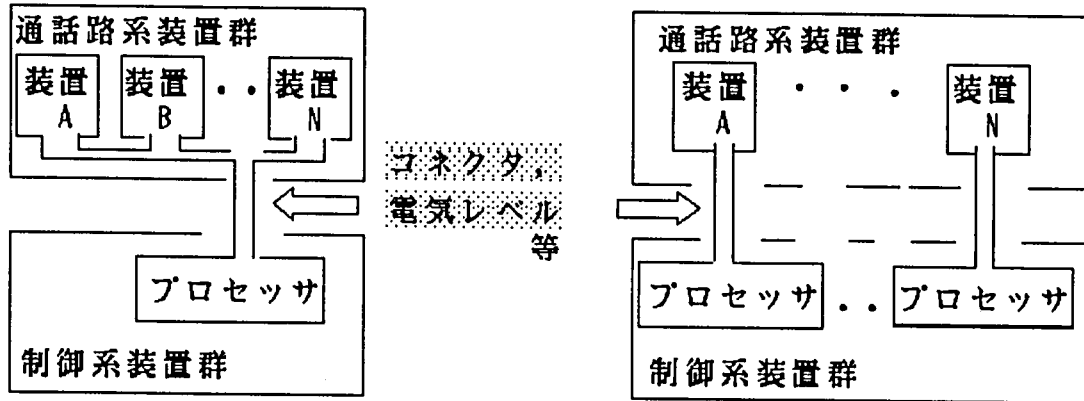 通話路系装置群
装置 装置 ・・ 装置
A B N
コネクタ,
電気レベル
等
プロセッサ
制御系装置群
通話路系装置群
装置 ・・・ 装置
A N
プロセッサ ・・ プロセッサ
制御系装置群